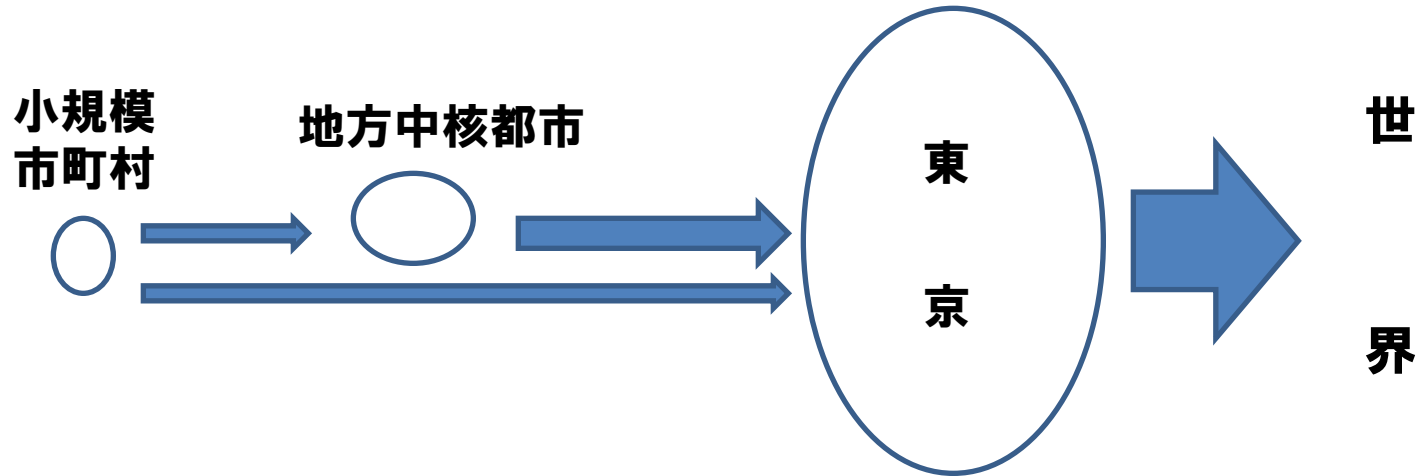 小規模
市町村
地方中核都市
東京
世界